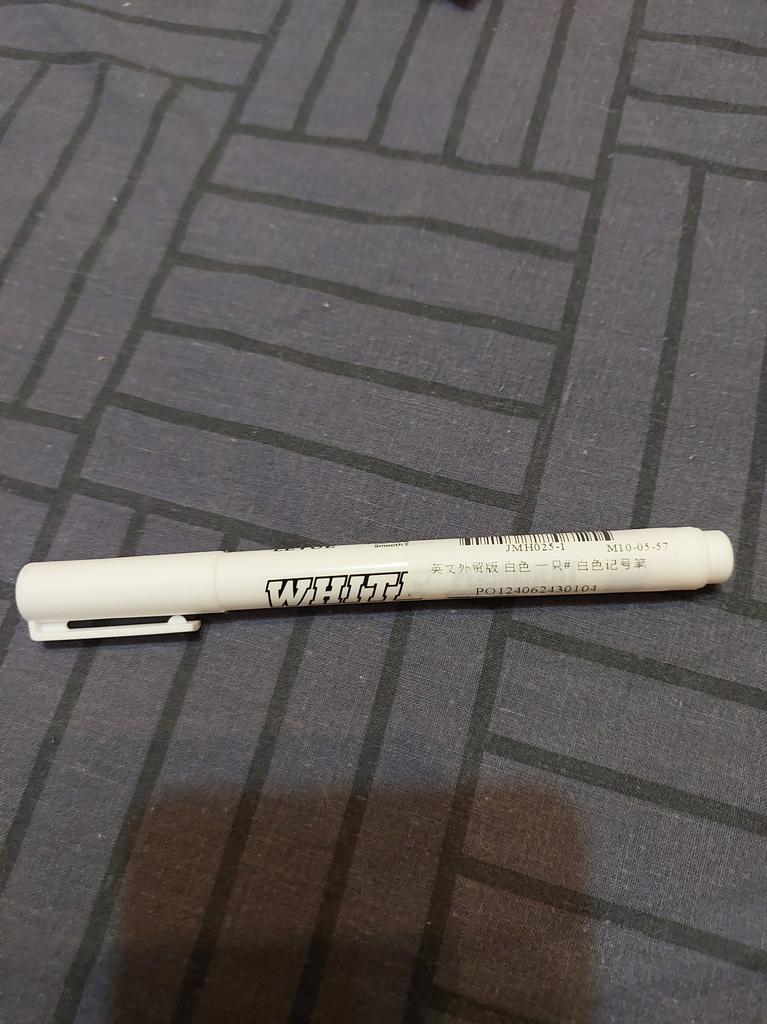 Smooth
WHIT
JMH025-1 M10-05-57
英文外贸版 白色 一只# 白色记号笔
PO124062430104